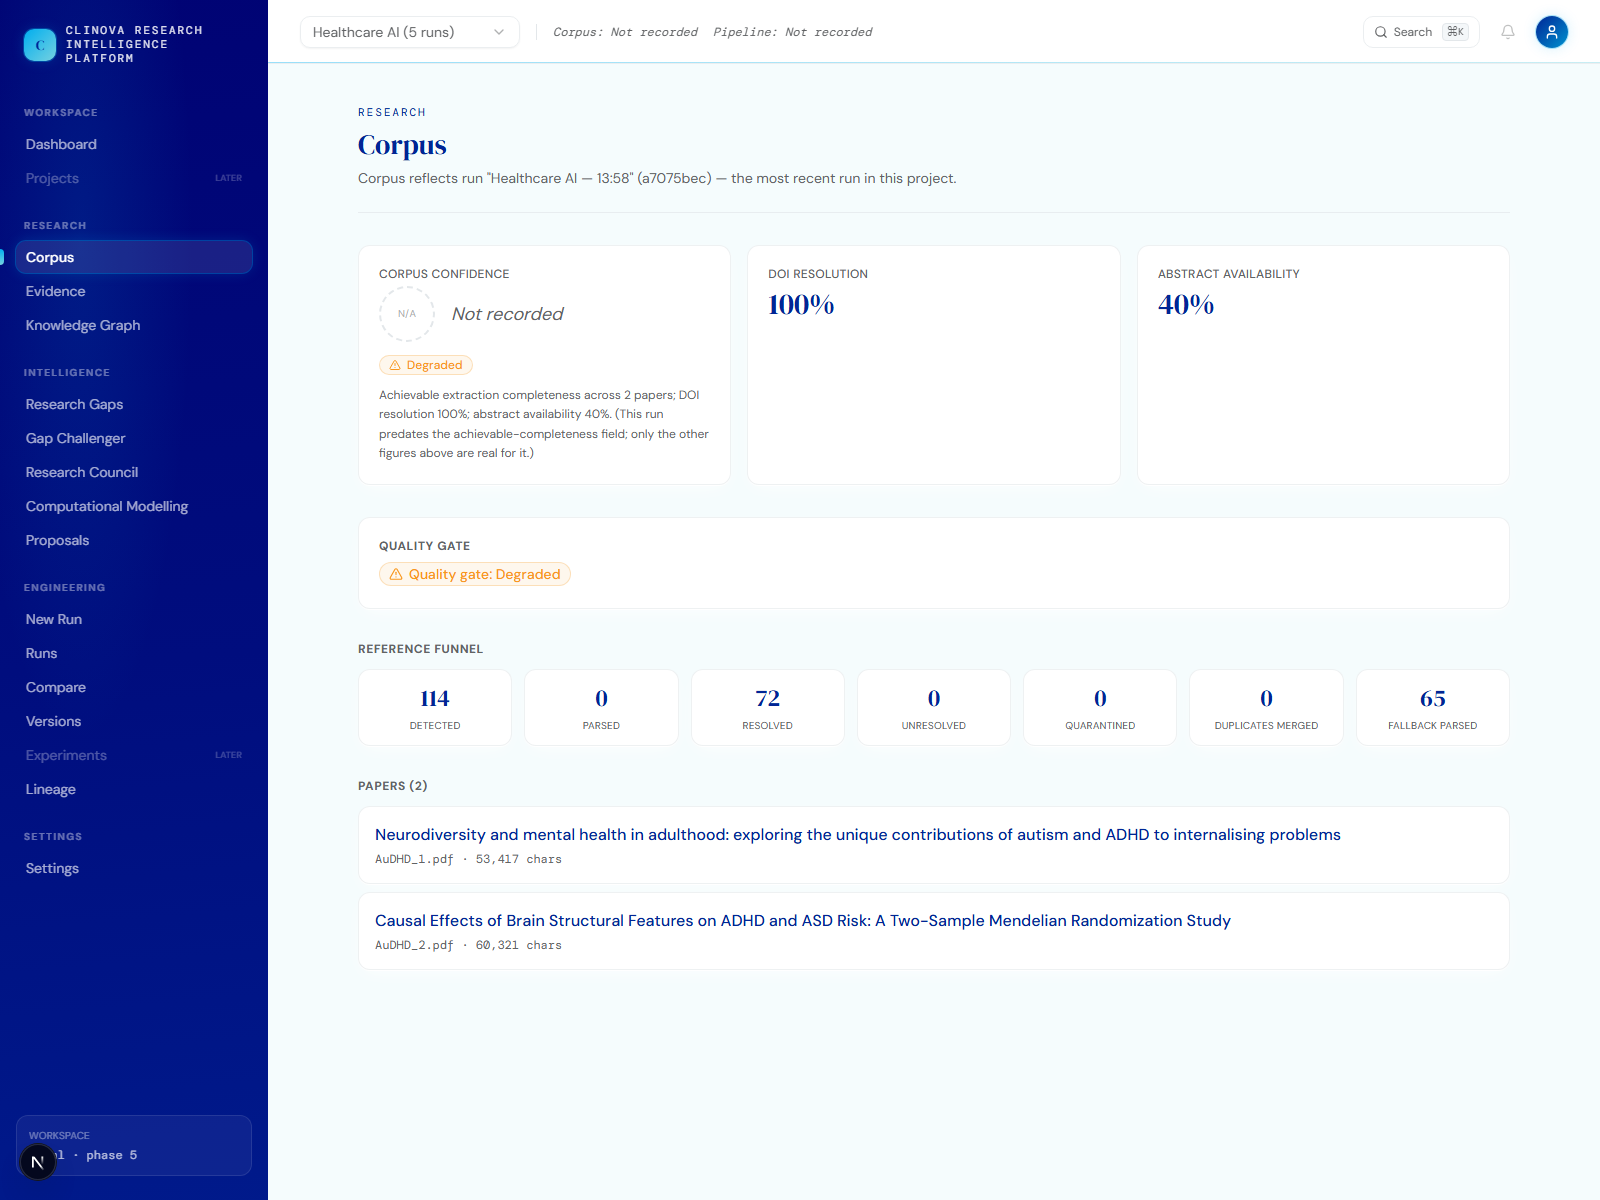 C
CLINOVA RESEARCH
INTELLIGENCE
PLATFORM
WORKSPACE
Dashboard
Projects LATER
RESEARCH
Corpus
Evidence
Knowledge Graph
INTELLIGENCE
Research Gaps
Gap Challenger
Research Council
Computational Modelling
Proposals
ENGINEERING
New Run
Runs
Compare
Versions
Experiments LATER
Lineage
SETTINGS
Settings
WORKSPACE
· phase 5
N
Healthcare AI (5 runs)
Corpus: Not recorded Pipeline: Not recorded
Search ⌘K
RESEARCH
Corpus
Corpus reflects run "Healthcare AI — 13:58" (a7075bec) — the most recent run in this project.
CORPUS CONFIDENCE
N/A
Not recorded
Degraded
Achievable extraction completeness across 2 papers; DOI
resolution 100%; abstract availability 40%. (This run
predates the achievable-completeness field; only the other
figures above are real for it.)
DOI RESOLUTION
100%
ABSTRACT AVAILABILITY
40%
QUALITY GATE
Quality gate: Degraded
REFERENCE FUNNEL
114
DETECTED
0
PARSED
72
RESOLVED
0
UNRESOLVED
0
QUARANTINED
0
DUPLICATES MERGED
65
FALLBACK PARSED
PAPERS (2)
Neurodiversity and mental health in adulthood: exploring the unique contributions of autism and ADHD to internalising problems
AuDHD_1.pdf · 53,417 chars
Causal Effects of Brain Structural Features on ADHD and ASD Risk: A Two-Sample Mendelian Randomization Study
AuDHD_2.pdf · 60,321 chars